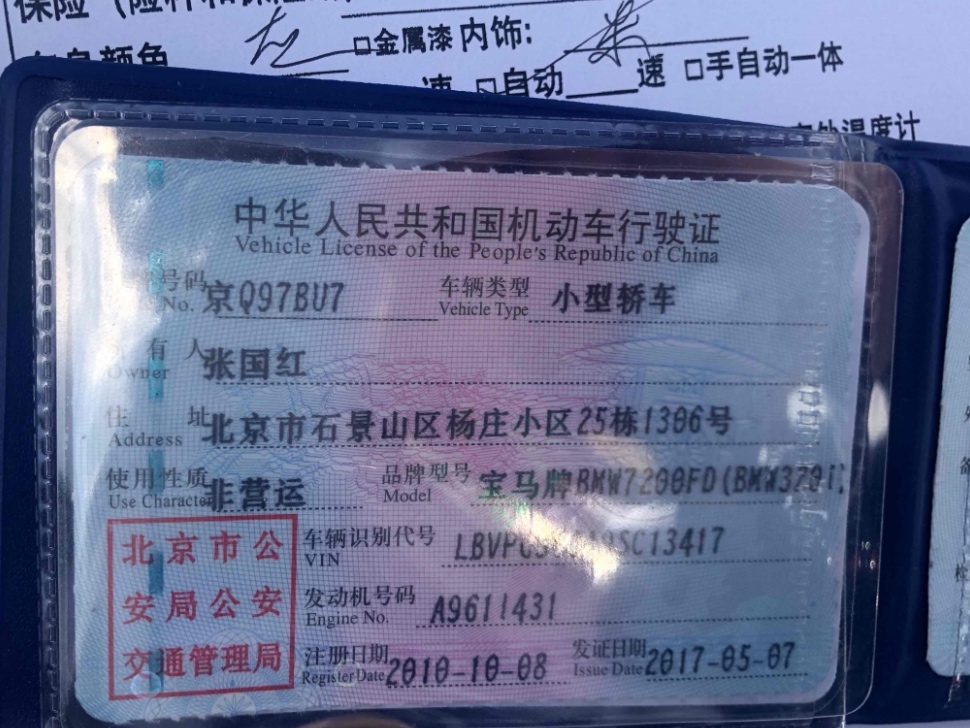 保险
颜色 □金属漆 内饰:
速 □自动 速 □手自动一体
温度计
中华人民共和国机动车行驶证
Vehicle License of the People's Republic of China
号码 京Q97BU7 车辆类型 小型轿车
No. Vehicle Type
有人 张国红
Owner
住址 北京市石景山区杨庄小区25栋1306号
Address
使用性质 非营运 品牌型号 宝马牌BMW7200FD(BMW320i)
Use Character Model
北京市公 车辆识别代号
VIN
安局公安 发动机号码 A9611431
Engine No.
交通管理局 注册日期 2010-10-08 发证日期 2017-05-07
Register Date Issue Date